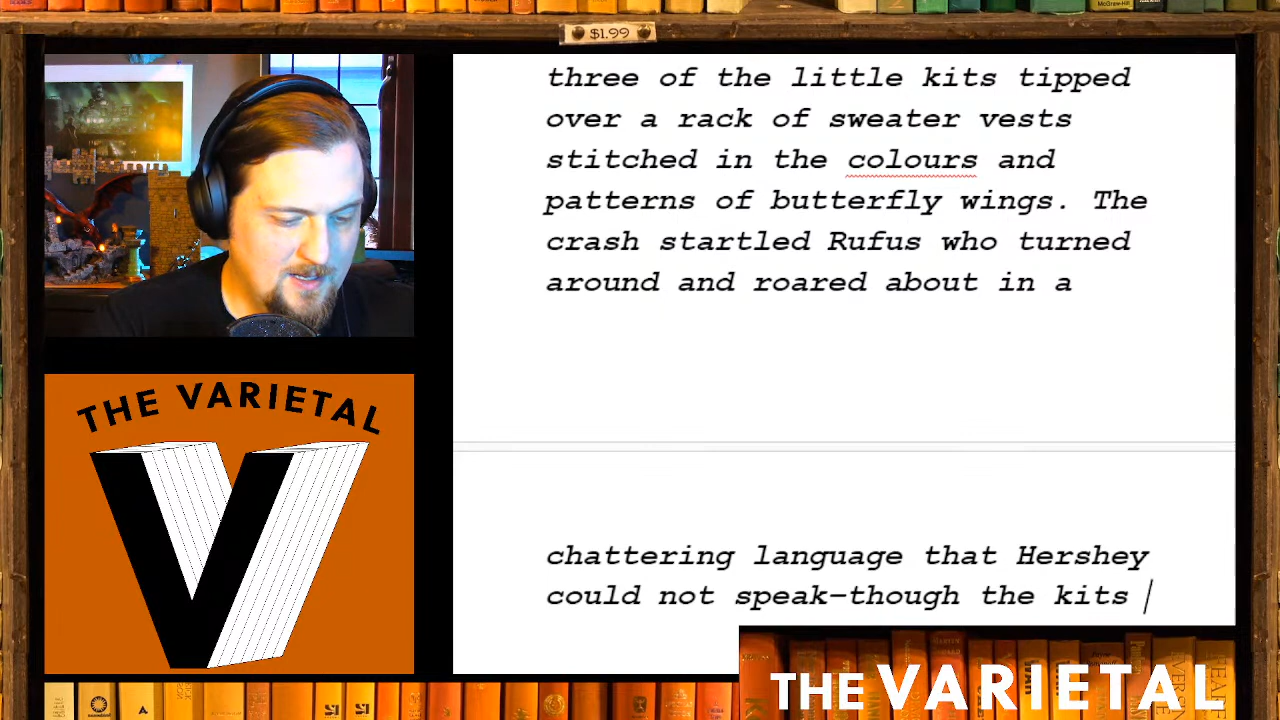 $1.99
three of the little kits tipped
over a rack of sweater vests
stitched in the colours and
patterns of butterfly wings. The
crash startled Rufus who turned
around and roared about in a
chattering language that Hershey
could not speak–though the kits
THE VARIETAL
THE VARIETAL